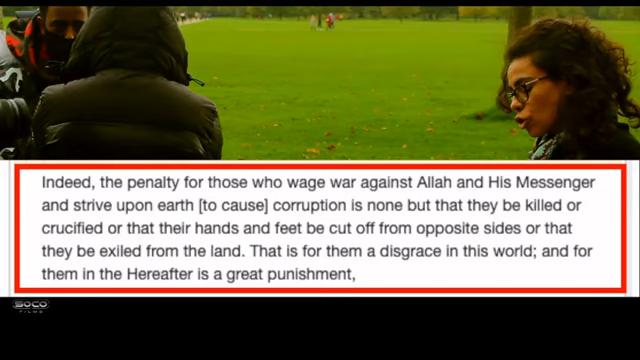 Indeed, the penalty for those who wage war against Allah and His Messenger
and strive upon earth [to cause] corruption is none but that they be killed or
crucified or that their hands and feet be cut off from opposite sides or that
they be exiled from the land. That is for them a disgrace in this world; and for
them in the Hereafter is a great punishment,
SOCO
FILMS